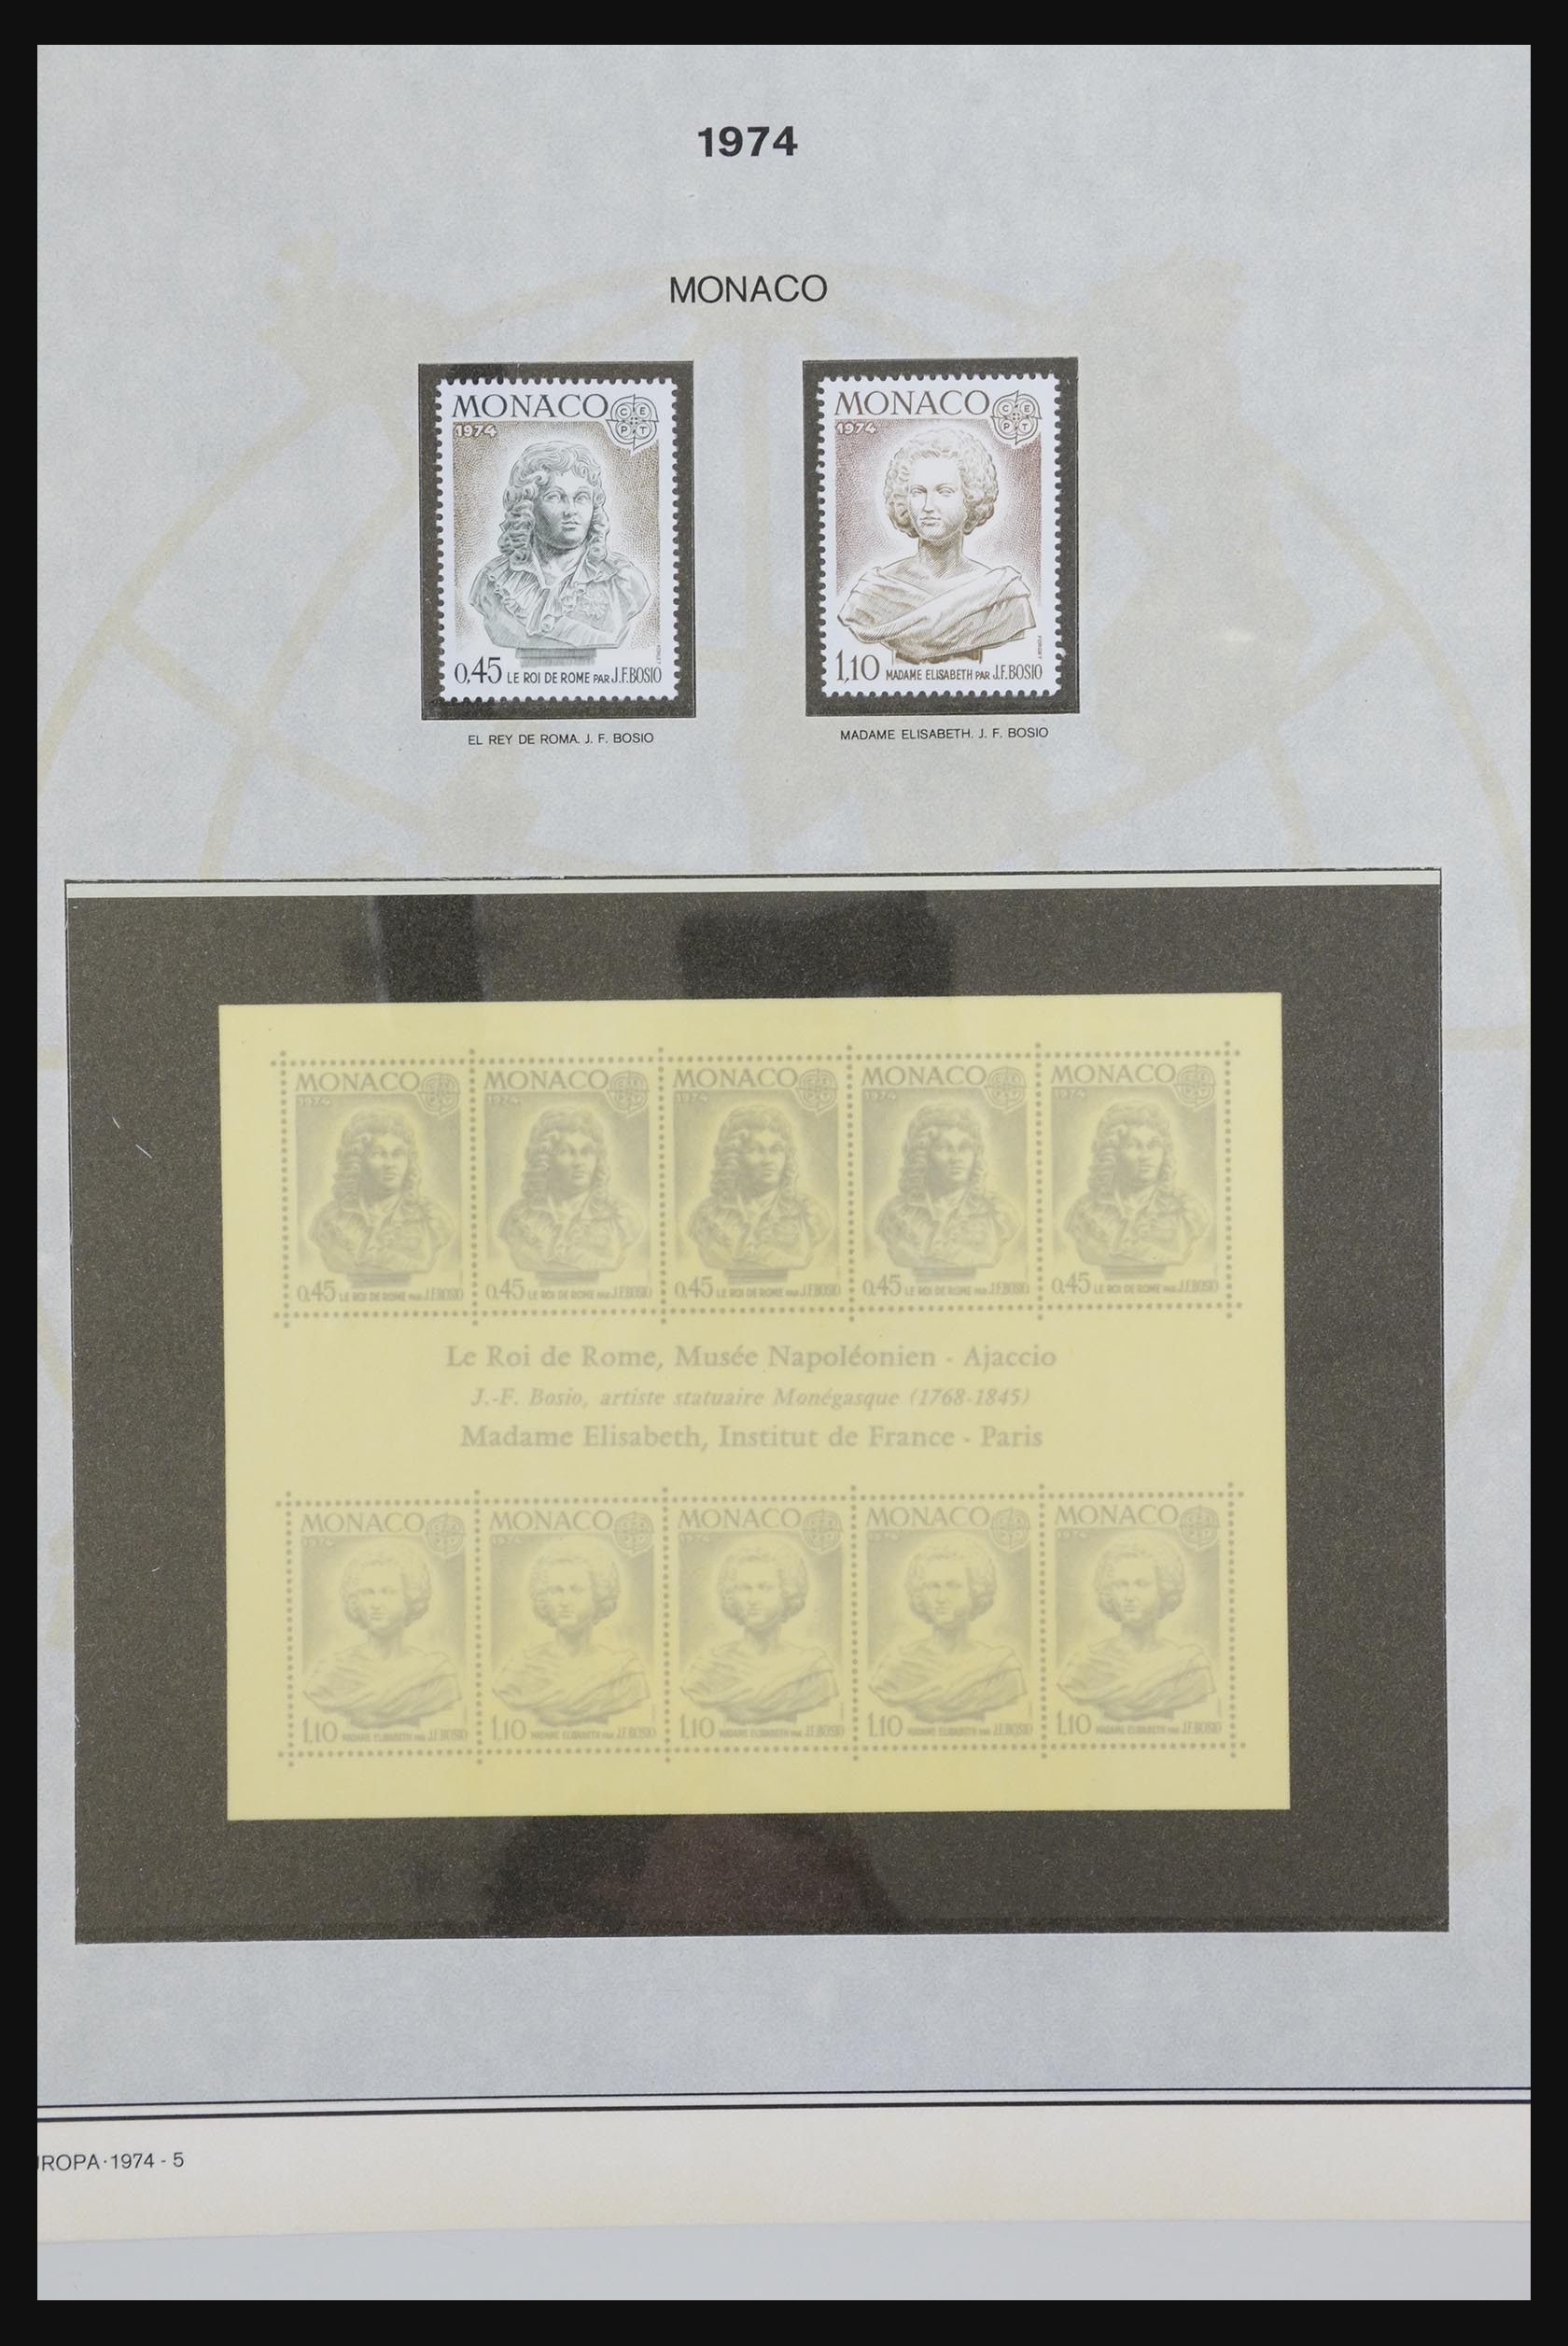 1974
MONACO
MONACO CEPT
1974
0,45 LE ROI DE ROME PAR J.F.BOSIO
MONACO CEPT
1974
1,10 MADAME ELISABETH PAR J.F.BOSIO
EL REY DE ROMA. J. F. BOSIO
MADAME ELISABETH. J. F. BOSIO
MONACO MONACO MONACO MONACO MONACO
1974 1974 1974 1974 1974
0,45 LE ROI DE ROME PAR J.F.BOSIO 0,45 LE ROI DE ROME PAR J.F.BOSIO 0,45 LE ROI DE ROME PAR J.F.BOSIO 0,45 LE ROI DE ROME PAR J.F.BOSIO 0,45 LE ROI DE ROME PAR J.F.BOSIO
Le Roi de Rome, Musée Napoléonien - Ajaccio
J.-F. Bosio, artiste statuaire Monégasque (1768-1845)
Madame Elisabeth, Institut de France - Paris
MONACO MONACO MONACO MONACO MONACO
1974 1974 1974 1974 1974
1,10 MADAME ELISABETH PAR J.F.BOSIO 1,10 MADAME ELISABETH PAR J.F.BOSIO 1,10 MADAME ELISABETH PAR J.F.BOSIO 1,10 MADAME ELISABETH PAR J.F.BOSIO 1,10 MADAME ELISABETH PAR J.F.BOSIO
ROPA·1974 - 5